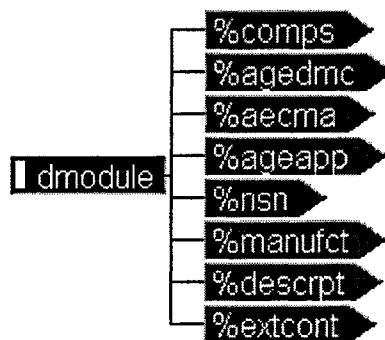 %comps
%agedmc
%aecma
%ageapp
dmodule
%nsn
%manufct
%descrpt
%extcont